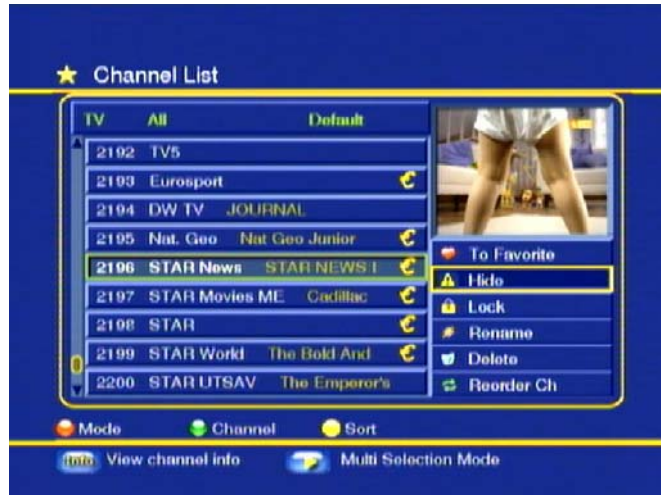 Channel List
TV All Default
2192 TV5
2193 Eurosport €
2194 DW TV JOURNAL
2195 Nat. Geo Nat Geo Junior €
2196 STAR News STAR NEWS I €
2197 STAR Movies ME Cadillac €
2198 STAR €
2199 STAR World The Bold And €
2200 STAR UTSAV The Emperor's
To Favorite
Hide
Lock
Rename
Delete
Reorder Ch
Mode Channel Sort
Info View channel info Multi Selection Mode